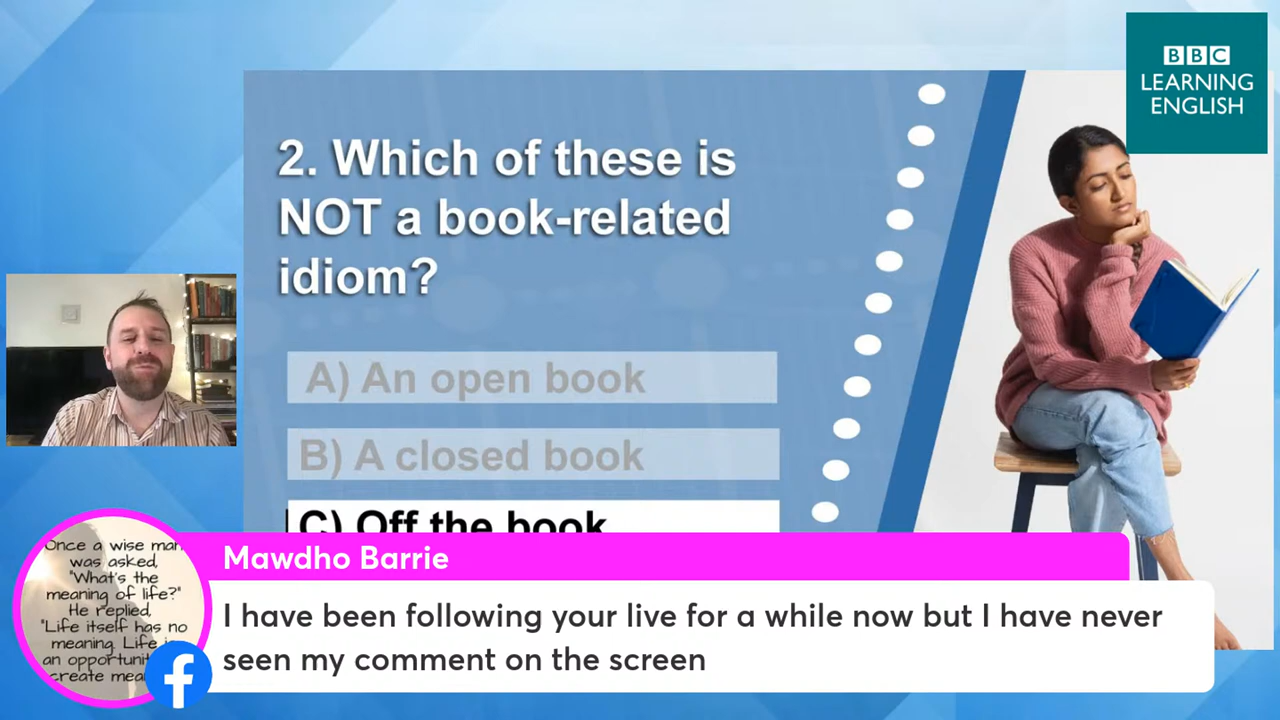 BBC
LEARNING
ENGLISH
2. Which of these is
NOT a book-related
idiom?
A) An open book
B) A closed book
C) Off the book
Mawdho Barrie
I have been following your live for a while now but I have never
seen my comment on the screen
Once a wise man
was asked,
"What's the
meaning of life?"
He replied,
"Life itself has no
meaning. Life
an
create
f